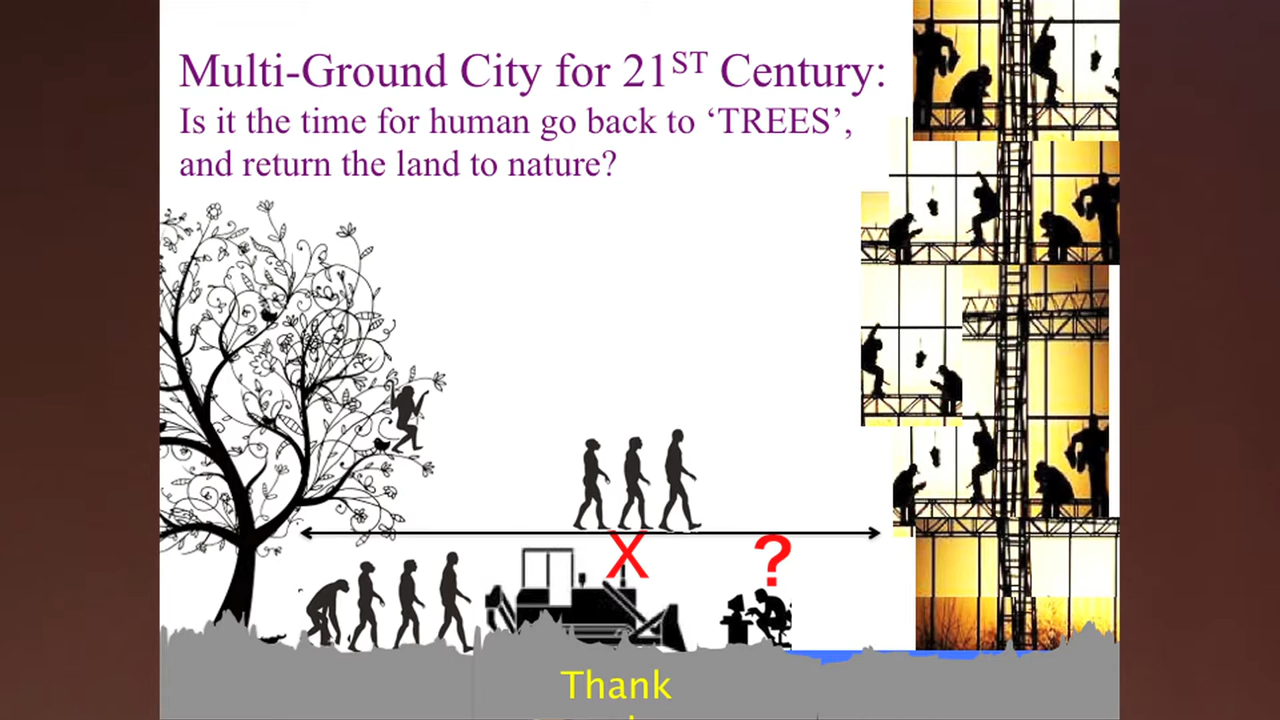 Multi-Ground City for 21ST Century:
Is it the time for human go back to ‘TREES’,
and return the land to nature?
X
?
Thank